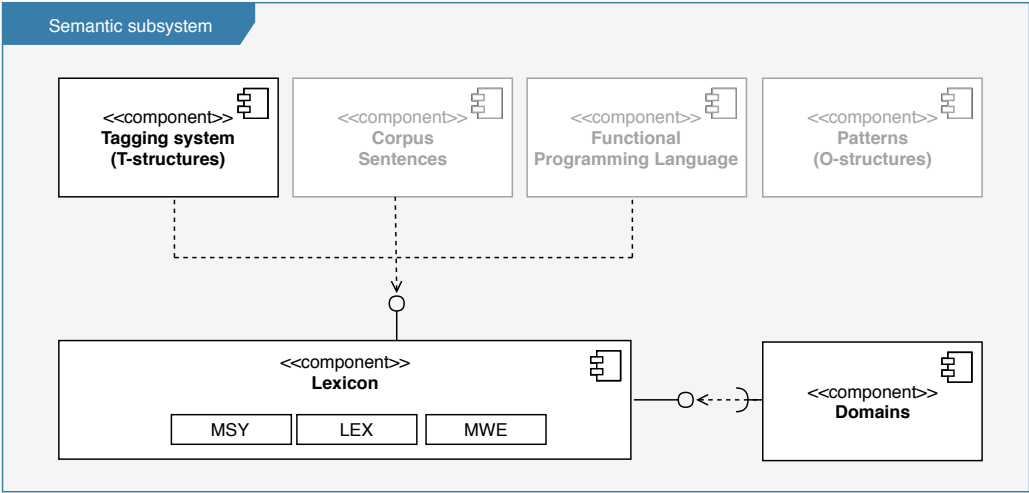 Semantic subsystem
<<component>>
Tagging system
(T-structures)
<<component>>
Corpus
Sentences
<<component>>
Functional
Programming Language
<<component>>
Patterns
(O-structures)
<<component>>
Lexicon
MSY
LEX
MWE
<<component>>
Domains